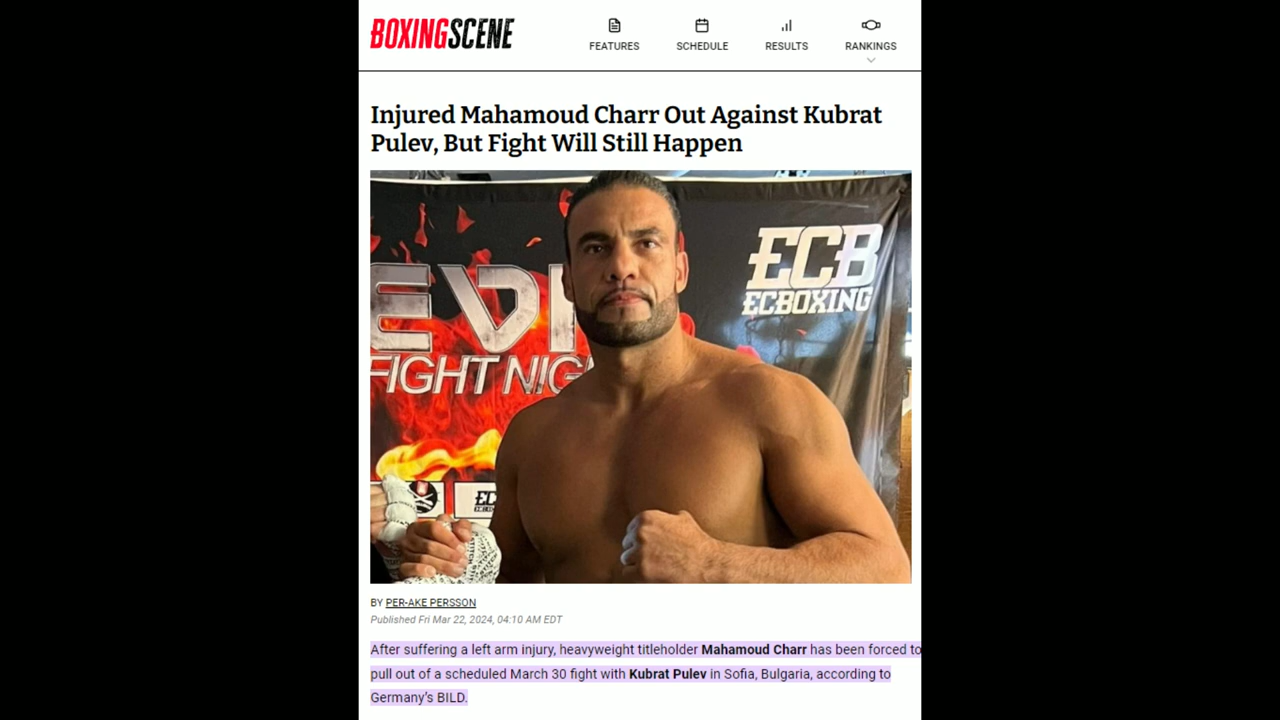 BOXINGSCENE
FEATURES
SCHEDULE
RESULTS
RANKINGS
Injured Mahamoud Charr Out Against Kubrat
Pulev, But Fight Will Still Happen
ECB
ECBOXING
FIGHT
BY PER-AKE PERSSON
Published Fri Mar 22, 2024, 04:10 AM EDT
After suffering a left arm injury, heavyweight titleholder Mahamoud Charr has been forced to
pull out of a scheduled March 30 fight with Kubrat Pulev in Sofia, Bulgaria, according to
Germany's BILD.